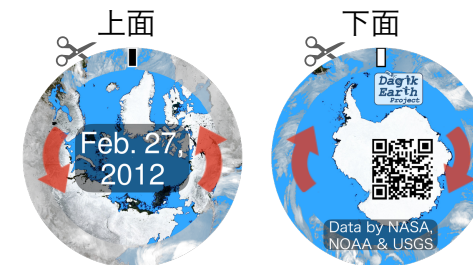 上面
下面
Feb. 27
2012
Dagik
Earth
Project
Data by NASA,
NOAA & USGS